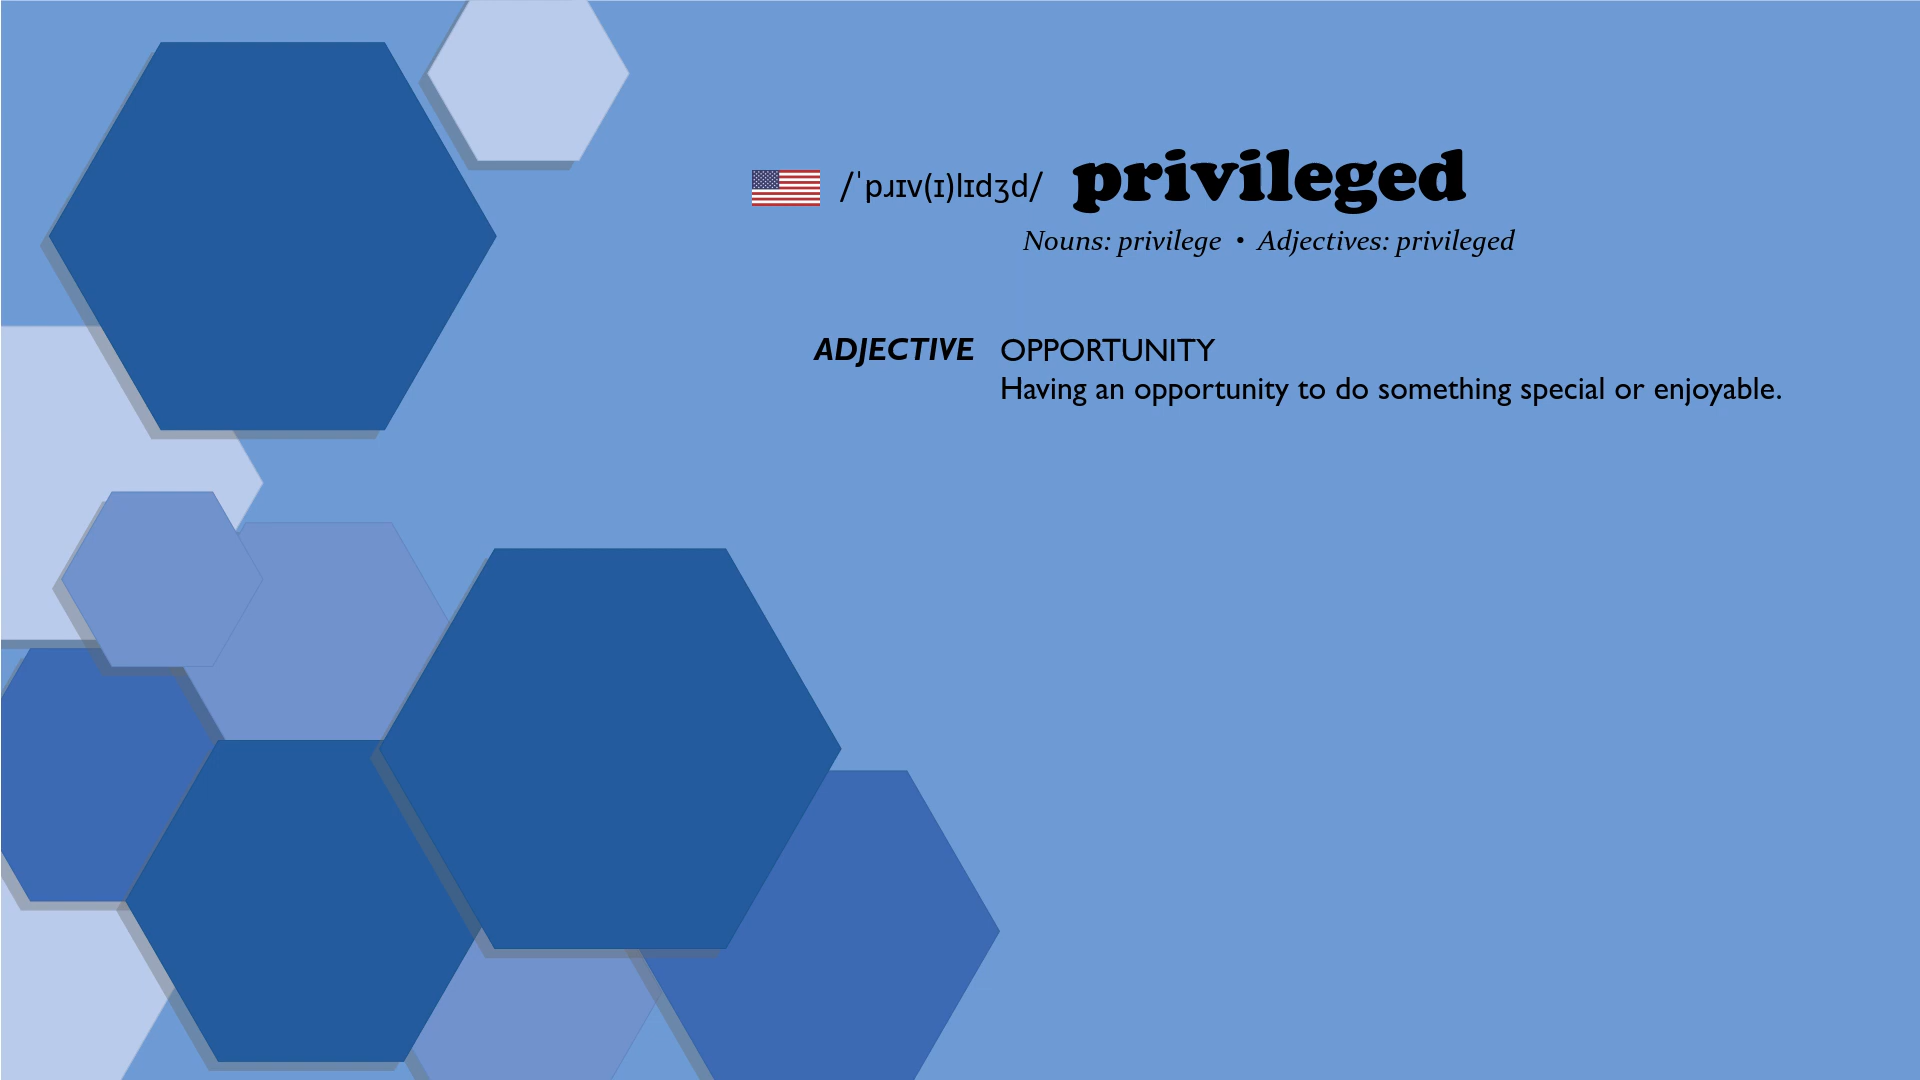 /ˈpɹɪv(ɪ)lɪdʒd/ privileged
Nouns: privilege • Adjectives: privileged
ADJECTIVE OPPORTUNITY
Having an opportunity to do something special or enjoyable.